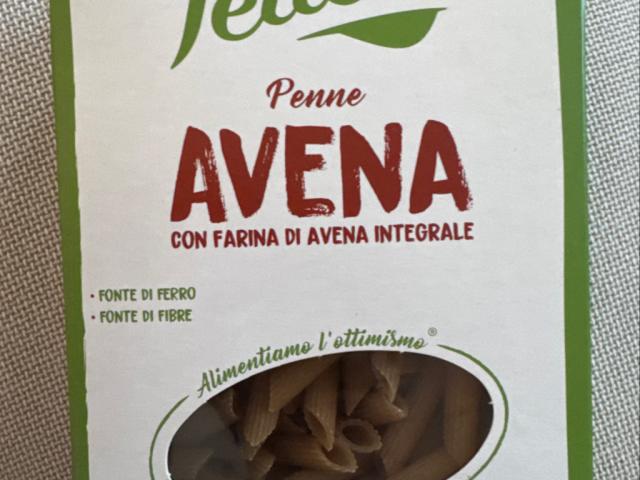 Penne
AVENA
CON FARINA DI AVENA INTEGRALE
• FONTE DI FERRO
• FONTE DI FIBRE
Alimentiamo l'ottimismo®